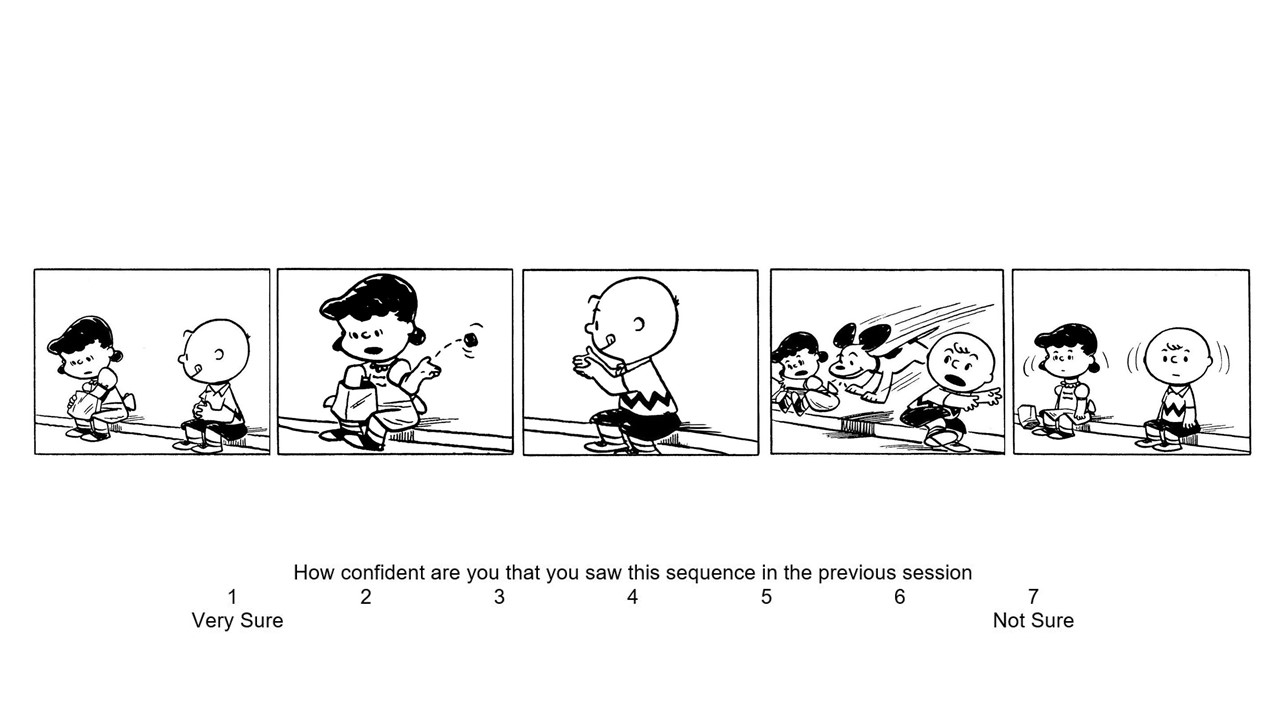 How confident are you that you saw this sequence in the previous session
1 2 3 4 5 6 7
Very Sure Not Sure